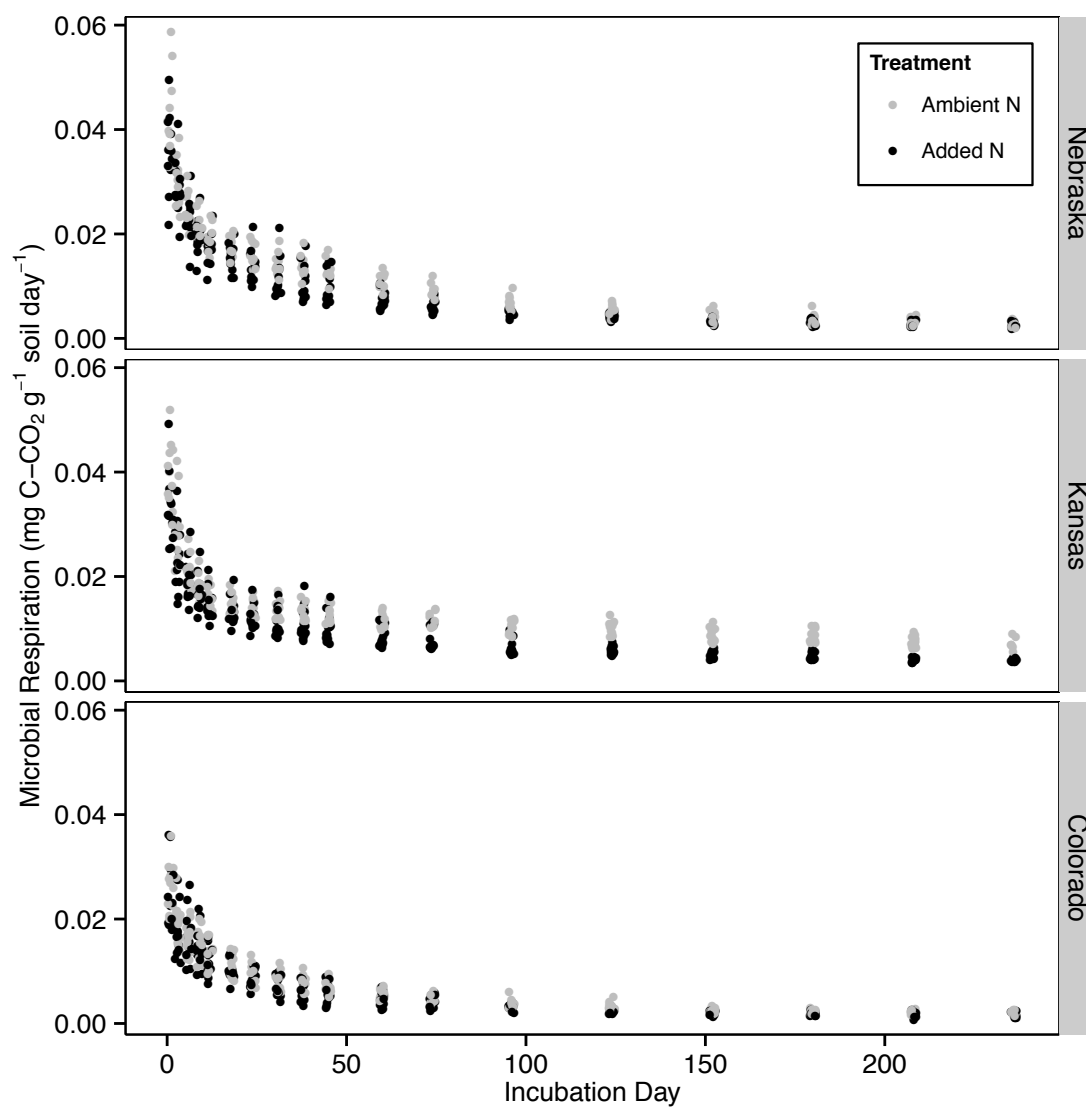 Microbial Respiration (mg C−CO₂ g⁻¹ soil day⁻¹)
0.06
0.04
0.02
0.00
Treatment
Ambient N
Added N
Nebraska
0.06
0.04
0.02
0.00
Kansas
0.06
0.04
0.02
0.00
Colorado
0 50 100 150 200
Incubation Day